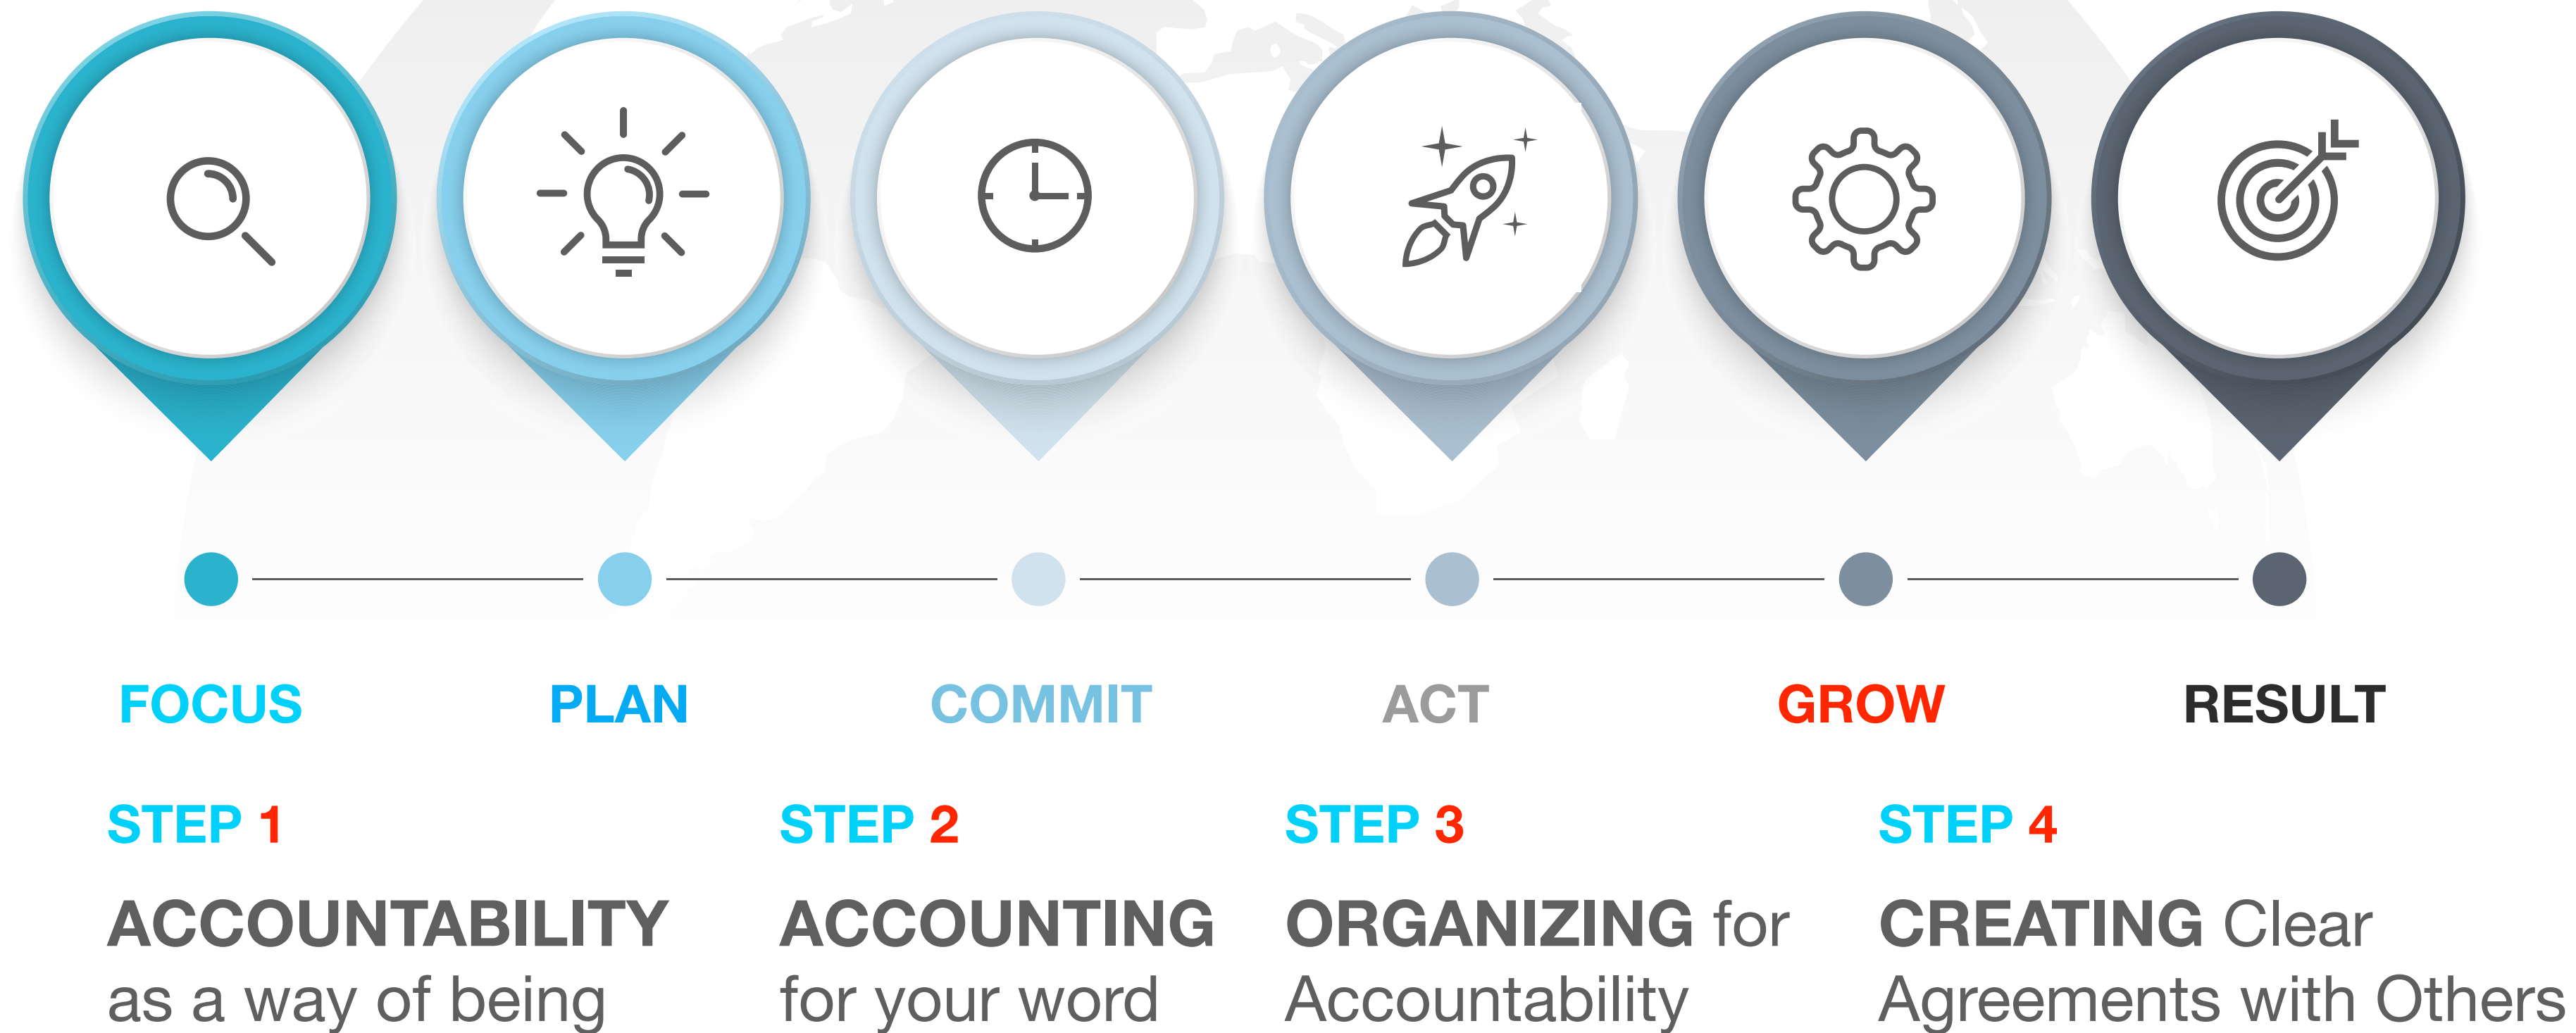 FOCUS
PLAN
COMMIT
ACT
GROW
RESULT
STEP 1
ACCOUNTABILITY
as a way of being
STEP 2
ACCOUNTING
for your word
STEP 3
ORGANIZING for
Accountability
STEP 4
CREATING Clear
Agreements with Others